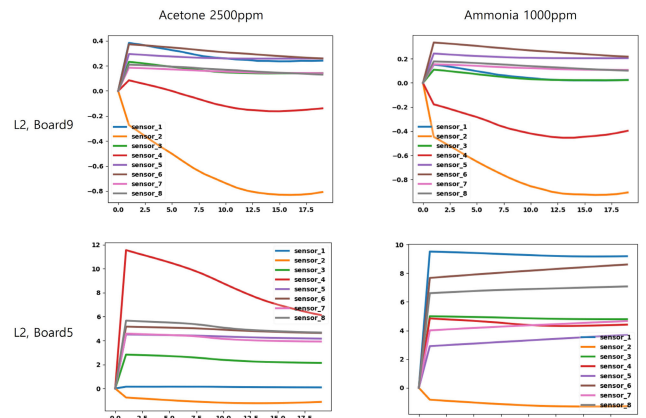 Acetone 2500ppm
Ammonia 1000ppm
L2, Board9
0.4
0.2
0.0
−0.2
−0.4
−0.6
−0.8
sensor_1
sensor_2
sensor_3
sensor_4
sensor_5
sensor_6
sensor_7
sensor_8
0.0 2.5 5.0 7.5 10.0 12.5 15.0 17.5
0.2
0.0
−0.2
−0.4
−0.6
−0.8
sensor_1
sensor_2
sensor_3
sensor_4
sensor_5
sensor_6
sensor_7
sensor_8
0.0 2.5 5.0 7.5 10.0 12.5 15.0 17.5
L2, Board5
12
10
8
6
4
2
0
sensor_1
sensor_2
sensor_3
sensor_4
sensor_5
sensor_6
sensor_7
sensor_8
10
8
6
4
2
0
sensor_1
sensor_2
sensor_3
sensor_4
sensor_5
sensor_6
sensor_7
sensor_8